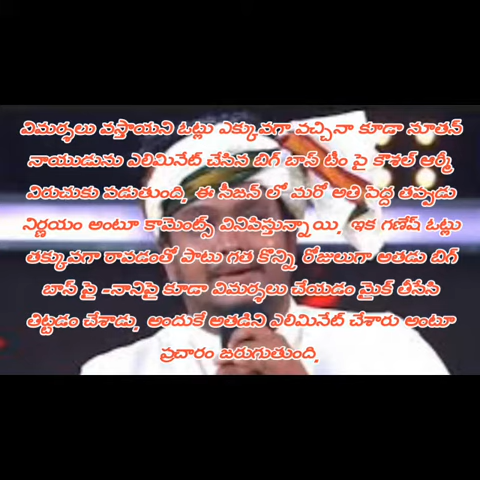 విమర్శలు వస్తాయని ఓట్లు ఎక్కువగా వచ్చినా కూడా నూతన్
నాయుడును ఎలిమినేట్ చేసిన బిగ్ బాస్ టీం పై కౌశల్ ఆర్మీ
విరుచుకు పడుతుంది. ఈ సీజన్ లో మరో అతి పెద్ద తప్పుడు
నిర్ణయం అంటూ కామెంట్స్ వినిపిస్తున్నాయి. ఇక గణేష్ ఓట్లు
తక్కువగా రావడంతో పాటు గత కొన్ని రోజులుగా అతడు బిగ్
బాస్ పై -నానిపై కూడా విమర్శలు చేయడం మైక్ తీసేసి
తిట్టడం చేశాడు. అందుకే అతడిని ఎలిమినేట్ చేశారు అంటూ
ప్రచారం జరుగుతుంది.